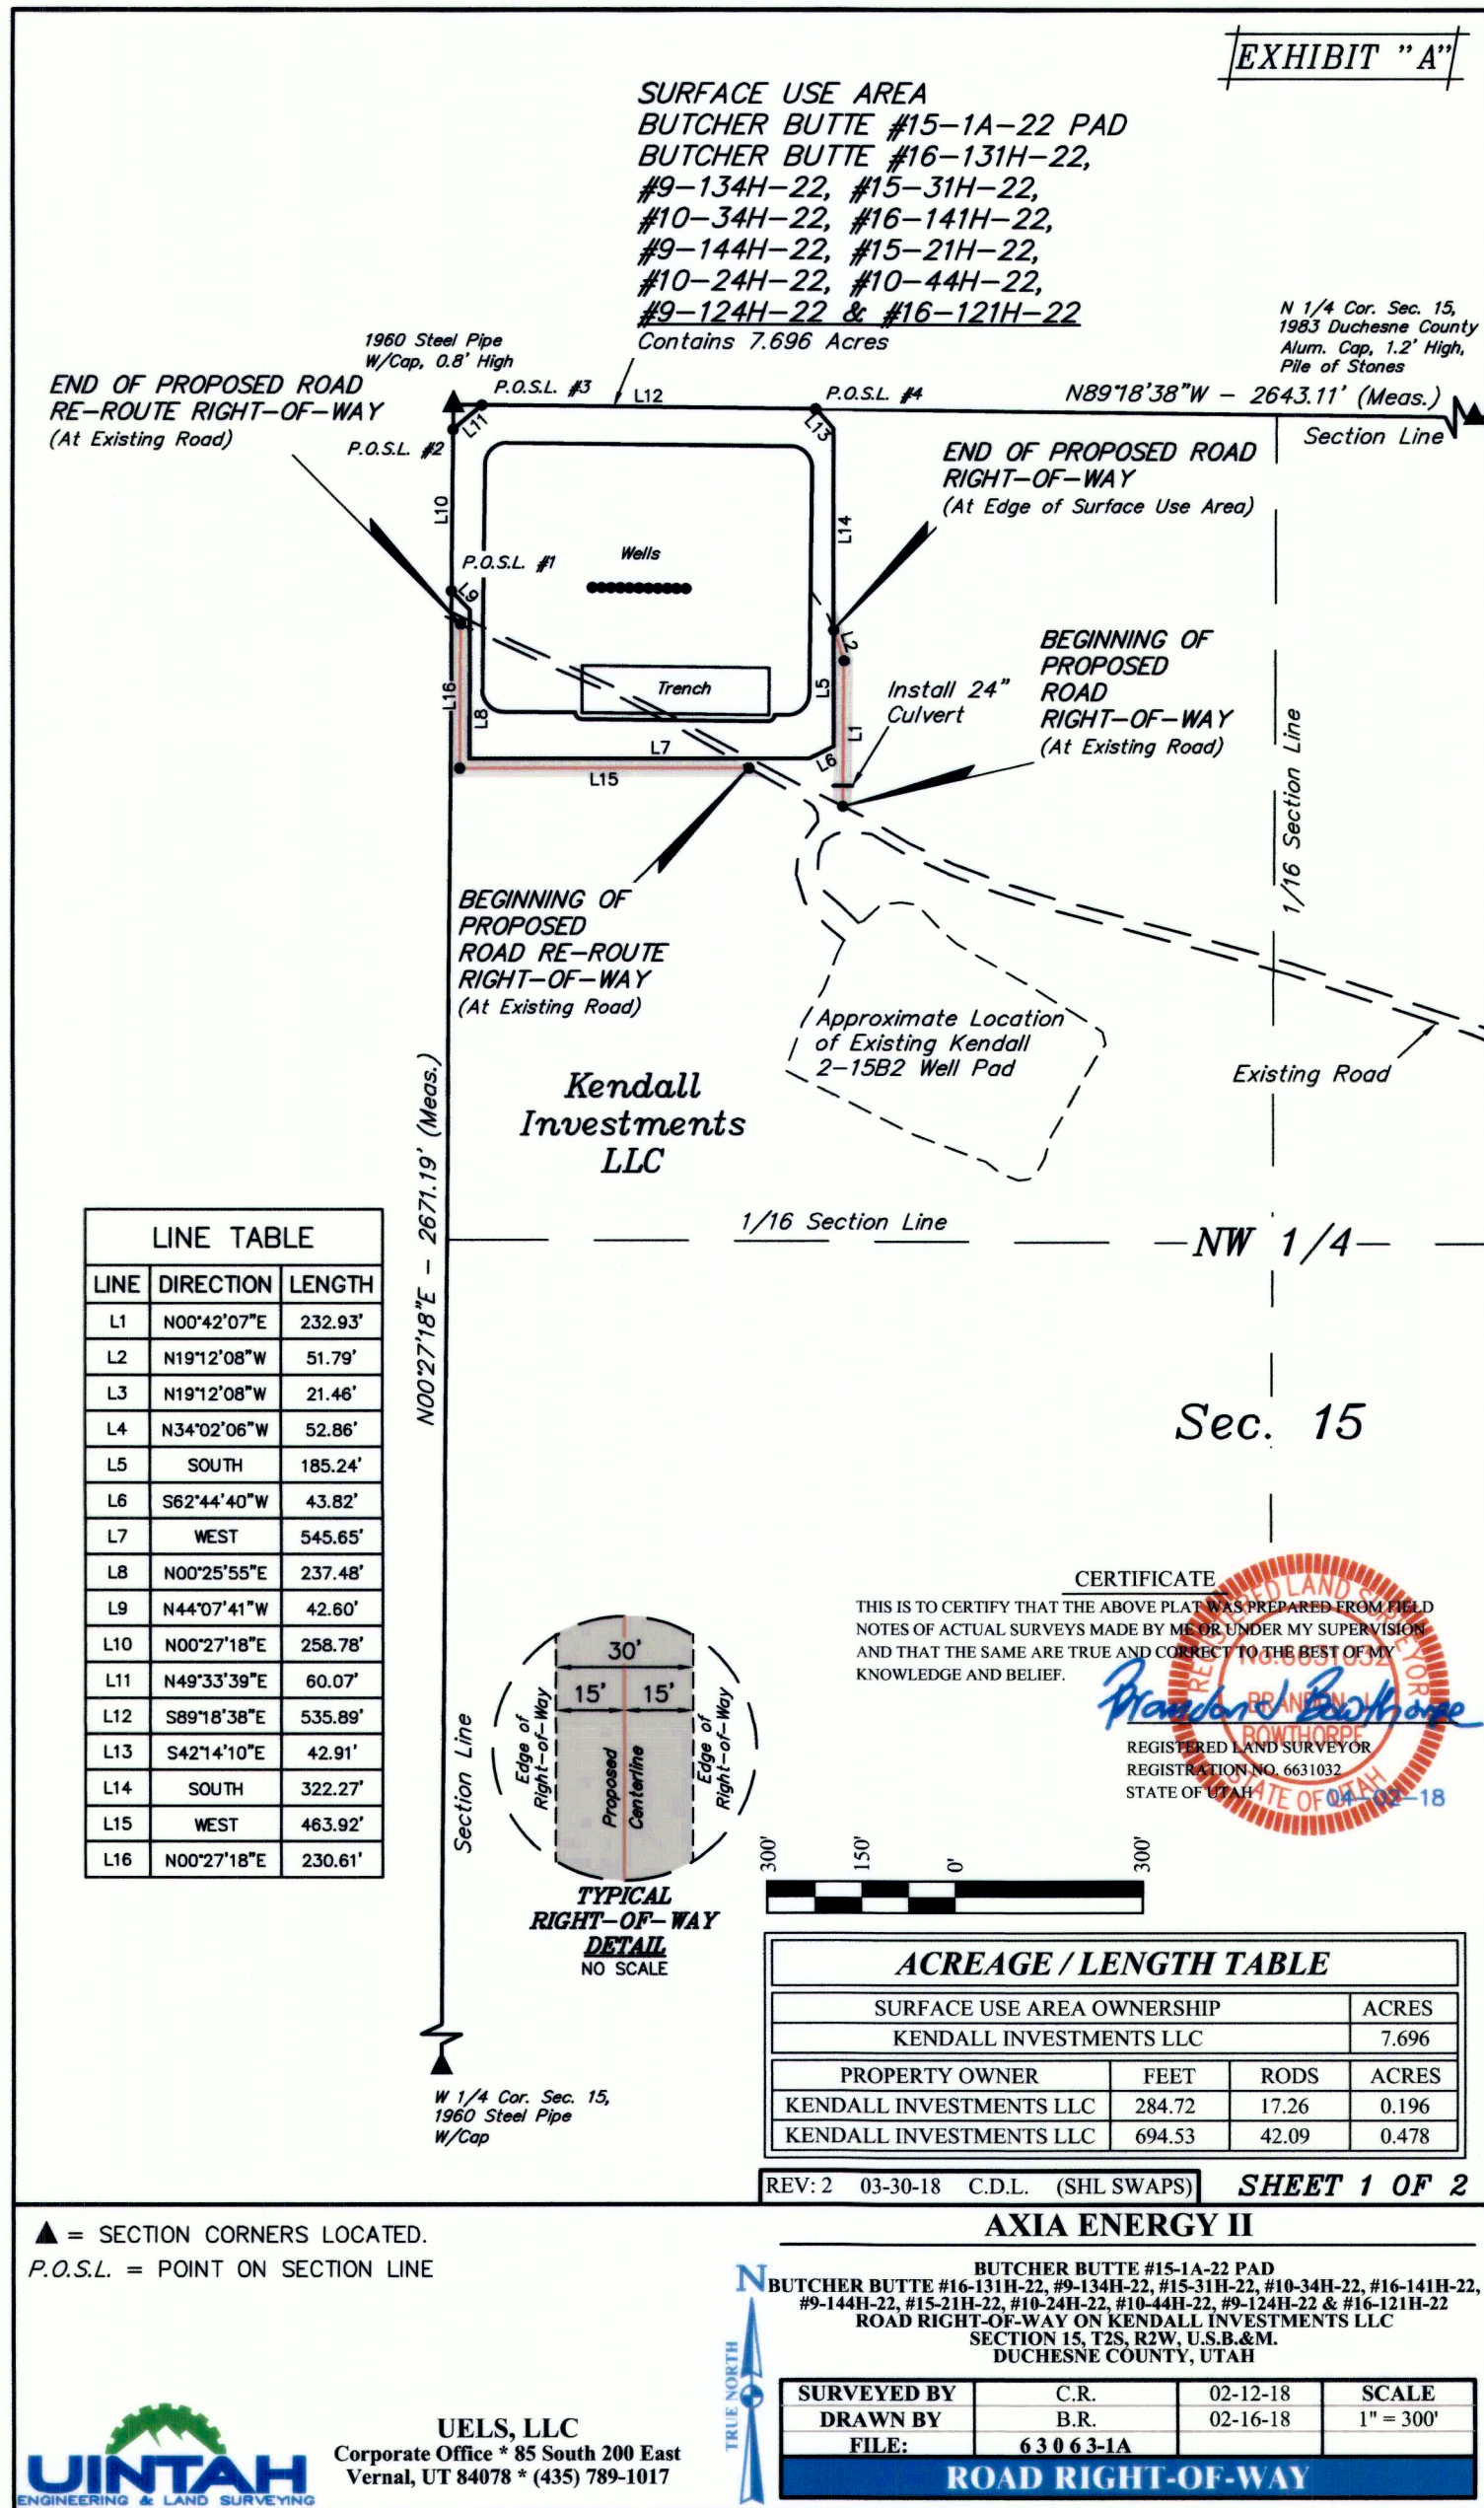 EXHIBIT "A"
SURFACE USE AREA
BUTCHER BUTTE #15-1A-22 PAD
BUTCHER BUTTE #16-131H-22,
#9-134H-22, #15-31H-22,
#10-34H-22, #16-141H-22,
#9-144H-22, #15-21H-22,
#10-24H-22, #10-44H-22,
#9-124H-22 & #16-121H-22
Contains 7.696 Acres
N 1/4 Cor. Sec. 15,
1983 Duchesne County
Alum. Cap, 1.2' High,
Pile of Stones
1960 Steel Pipe
W/Cap, 0.8' High
END OF PROPOSED ROAD
RE-ROUTE RIGHT-OF-WAY
(At Existing Road)
P.O.S.L. #3
L12
P.O.S.L. #4
N89°18'38"W - 2643.11' (Meas.)
Section Line
L11
L13
P.O.S.L. #2
END OF PROPOSED ROAD
RIGHT-OF-WAY
(At Edge of Surface Use Area)
L10
L14
Wells
P.O.S.L. #1
L9
L2
BEGINNING OF
PROPOSED
ROAD
RIGHT-OF-WAY
(At Existing Road)
Trench
L16
L8
L5
L1
Install 24"
Culvert
L7
L6
L15
1/16 Section Line
BEGINNING OF
PROPOSED
ROAD RE-ROUTE
RIGHT-OF-WAY
(At Existing Road)
Approximate Location
of Existing Kendall
2-15B2 Well Pad
Existing Road
Kendall
Investments
LLC
N00°27'18"E - 2671.19' (Meas.)
1/16 Section Line
NW 1/4
Sec. 15
LINE TABLE
LINE DIRECTION LENGTH
L1 N00°42'07"E 232.93'
L2 N19°12'08"W 51.79'
L3 N19°12'08"W 21.46'
L4 N34°02'06"W 52.86'
L5 SOUTH 185.24'
L6 S62°44'40"W 43.82'
L7 WEST 545.65'
L8 N00°25'55"E 237.48'
L9 N44°07'41"W 42.60'
L10 N00°27'18"E 258.78'
L11 N49°33'39"E 60.07'
L12 S89°18'38"E 535.89'
L13 S42°14'10"E 42.91'
L14 SOUTH 322.27'
L15 WEST 463.92'
L16 N00°27'18"E 230.61'
Section Line
30'
15' 15'
Edge of
Right-of-Way
Proposed
Centerline
Edge of
Right-of-Way
TYPICAL
RIGHT-OF-WAY
DETAIL
NO SCALE
CERTIFICATE
THIS IS TO CERTIFY THAT THE ABOVE PLAT WAS PREPARED FROM FIELD
NOTES OF ACTUAL SURVEYS MADE BY ME OR UNDER MY SUPERVISION
AND THAT THE SAME ARE TRUE AND CORRECT TO THE BEST OF MY
KNOWLEDGE AND BELIEF.
REGISTERED LAND SURVEYOR
No. 6631032
BRANDON J.
BOWTHORPE
STATE OF UTAH
Brandon J Bowthorpe
REGISTERED LAND SURVEYOR
REGISTRATION NO. 6631032
STATE OF UTAH
04-02-18
300' 150' 0' 300'
ACREAGE / LENGTH TABLE
SURFACE USE AREA OWNERSHIP ACRES
KENDALL INVESTMENTS LLC 7.696
PROPERTY OWNER FEET RODS ACRES
KENDALL INVESTMENTS LLC 284.72 17.26 0.196
KENDALL INVESTMENTS LLC 694.53 42.09 0.478
W 1/4 Cor. Sec. 15,
1960 Steel Pipe
W/Cap
REV: 2 03-30-18 C.D.L. (SHL SWAPS)
SHEET 1 OF 2
▲ = SECTION CORNERS LOCATED.
P.O.S.L. = POINT ON SECTION LINE
AXIA ENERGY II
BUTCHER BUTTE #15-1A-22 PAD
BUTCHER BUTTE #16-131H-22, #9-134H-22, #15-31H-22, #10-34H-22, #16-141H-22,
#9-144H-22, #15-21H-22, #10-24H-22, #10-44H-22, #9-124H-22 & #16-121H-22
ROAD RIGHT-OF-WAY ON KENDALL INVESTMENTS LLC
SECTION 15, T2S, R2W, U.S.B.&M.
DUCHESNE COUNTY, UTAH
N
TRUE NORTH
SURVEYED BY C.R. 02-12-18 SCALE
DRAWN BY B.R. 02-16-18 1" = 300'
FILE: 6 3 0 6 3-1A
ROAD RIGHT-OF-WAY
UINTAH
ENGINEERING & LAND SURVEYING
UELS, LLC
Corporate Office * 85 South 200 East
Vernal, UT 84078 * (435) 789-1017